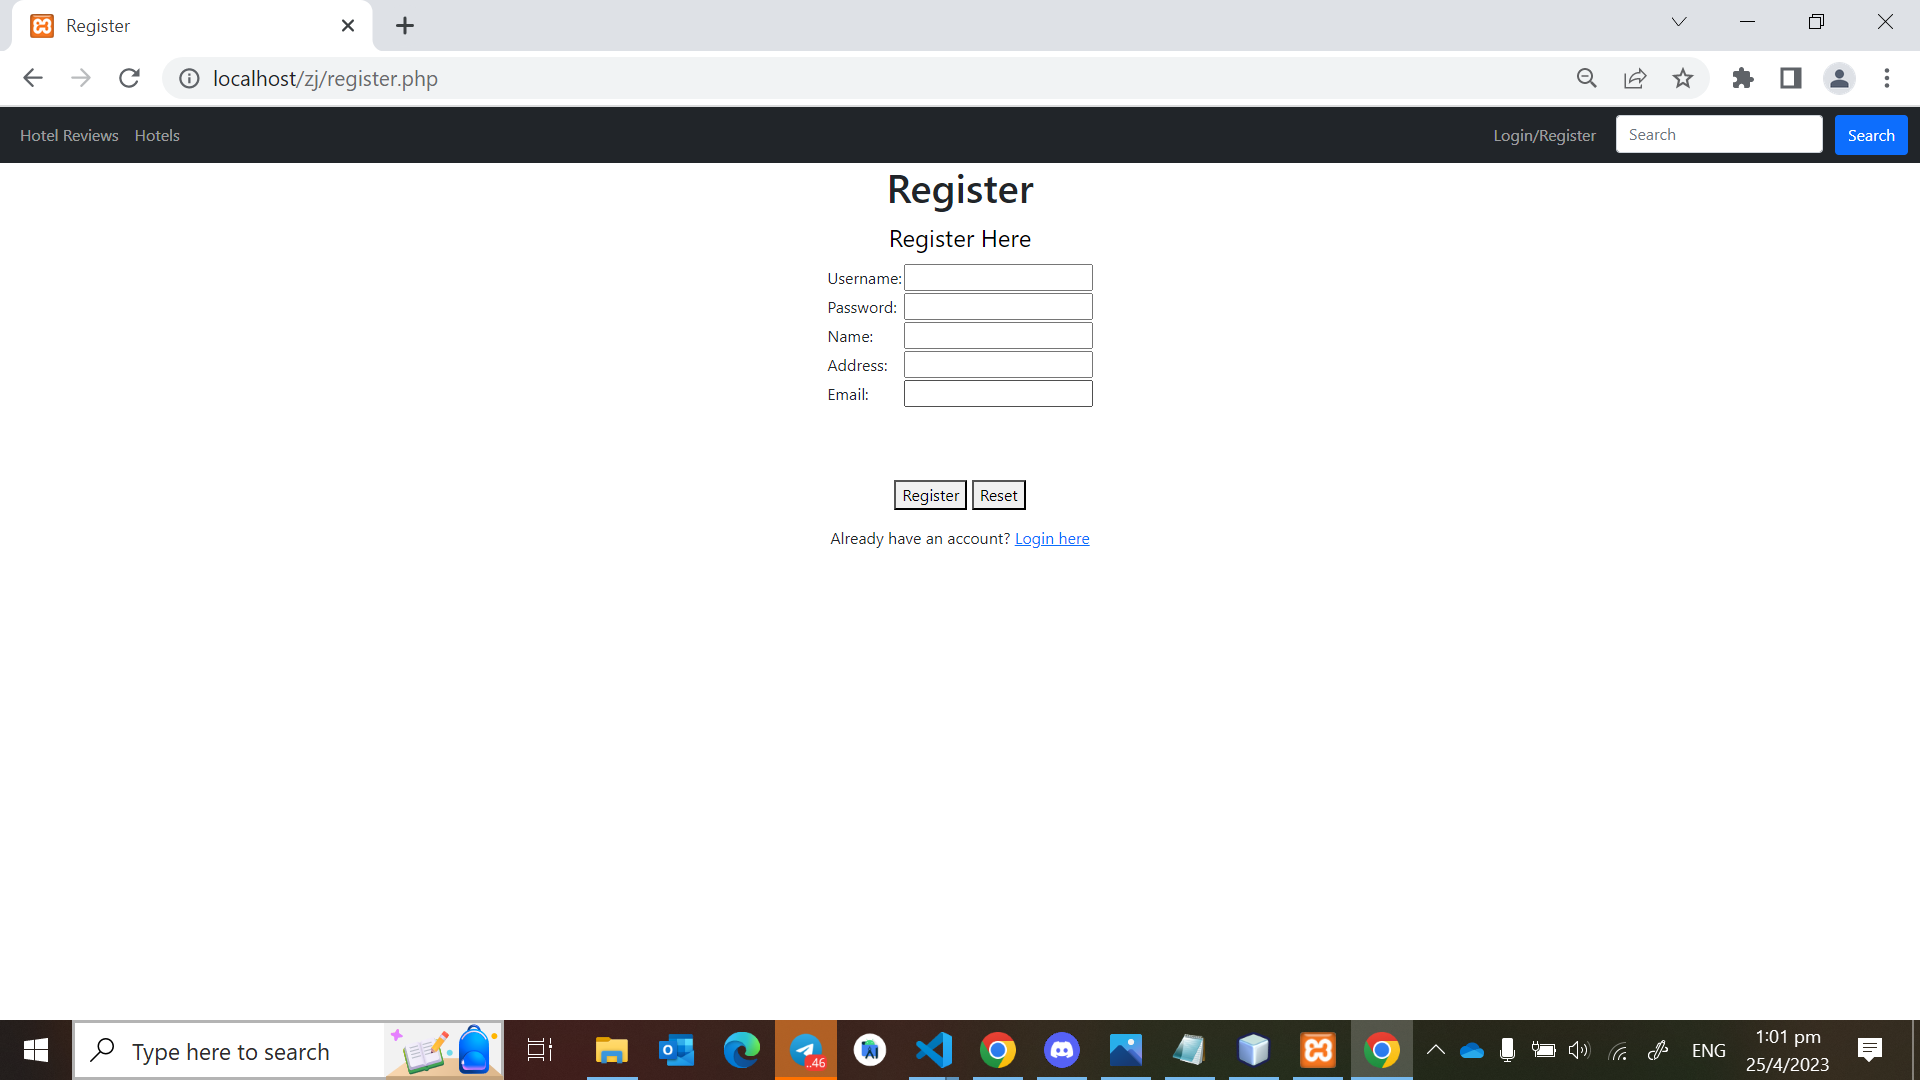 Register
localhost/zj/register.php
Hotel Reviews Hotels Login/Register Search Search
Register
Register Here
Username:
Password:
Name:
Address:
Email:
Register Reset
Already have an account? Login here
Type here to search
..46
ENG
1:01 pm
25/4/2023